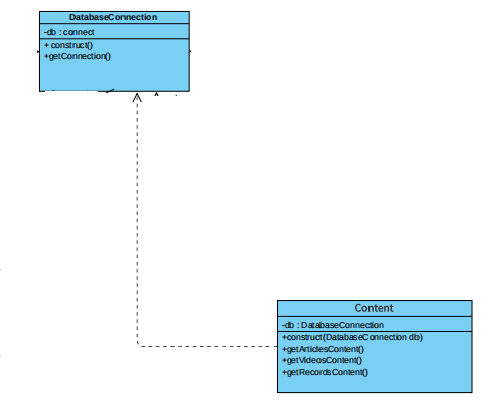 DatabaseConnection
-db : connect
+ construct()
+getConnection()
Content
-db : DatabaseConnection
+construct(DatabaseConnection db)
+getArticlesContent()
+getVideosContent()
+getRecordsContent()